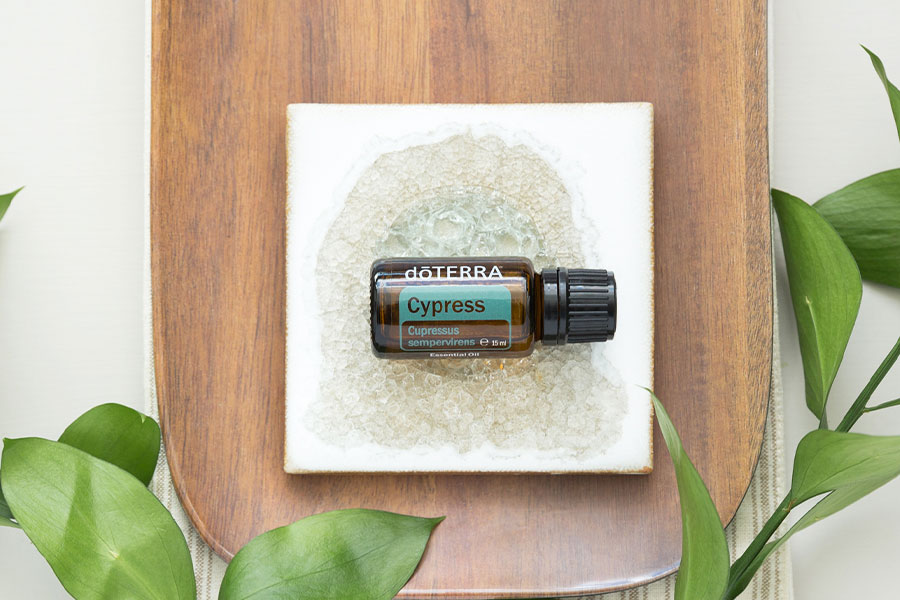 dōTERRA
Cypress
Cupressus
sempervirens ℮ 15 ml
Essential Oil